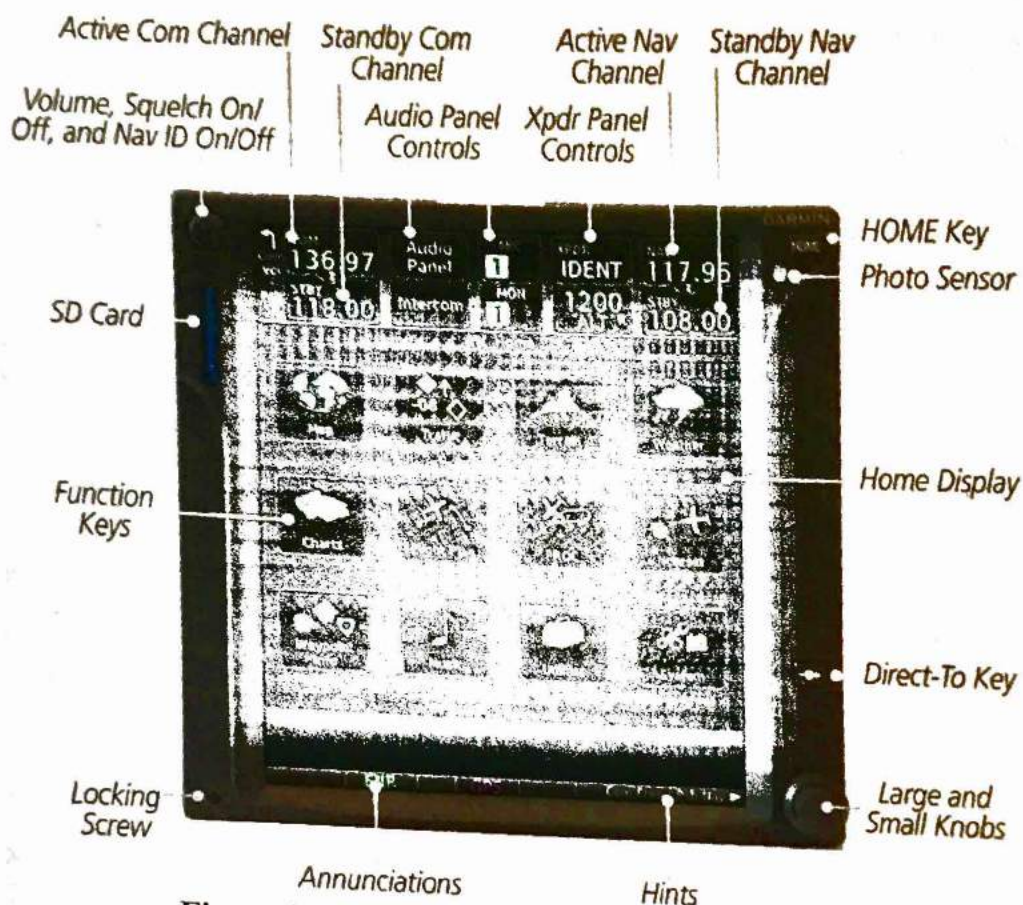 Active Com Channel
Standby Com
Channel
Active Nav
Channel
Standby Nav
Channel
Volume, Squelch On/
Off, and Nav ID On/Off
Audio Panel
Controls
Xpdr Panel
Controls
GARMIN
HOME Key
Photo Sensor
136.97
Audio
Panel
1
IDENT
117.95
STBY
118.00
Intercom
MON
1
1200
ALT
STBY
108.00
SD Card
Map
Home Display
Function
Keys
Charts
Direct-To Key
Locking
Screw
Large and
Small Knobs
Annunciations
Hints